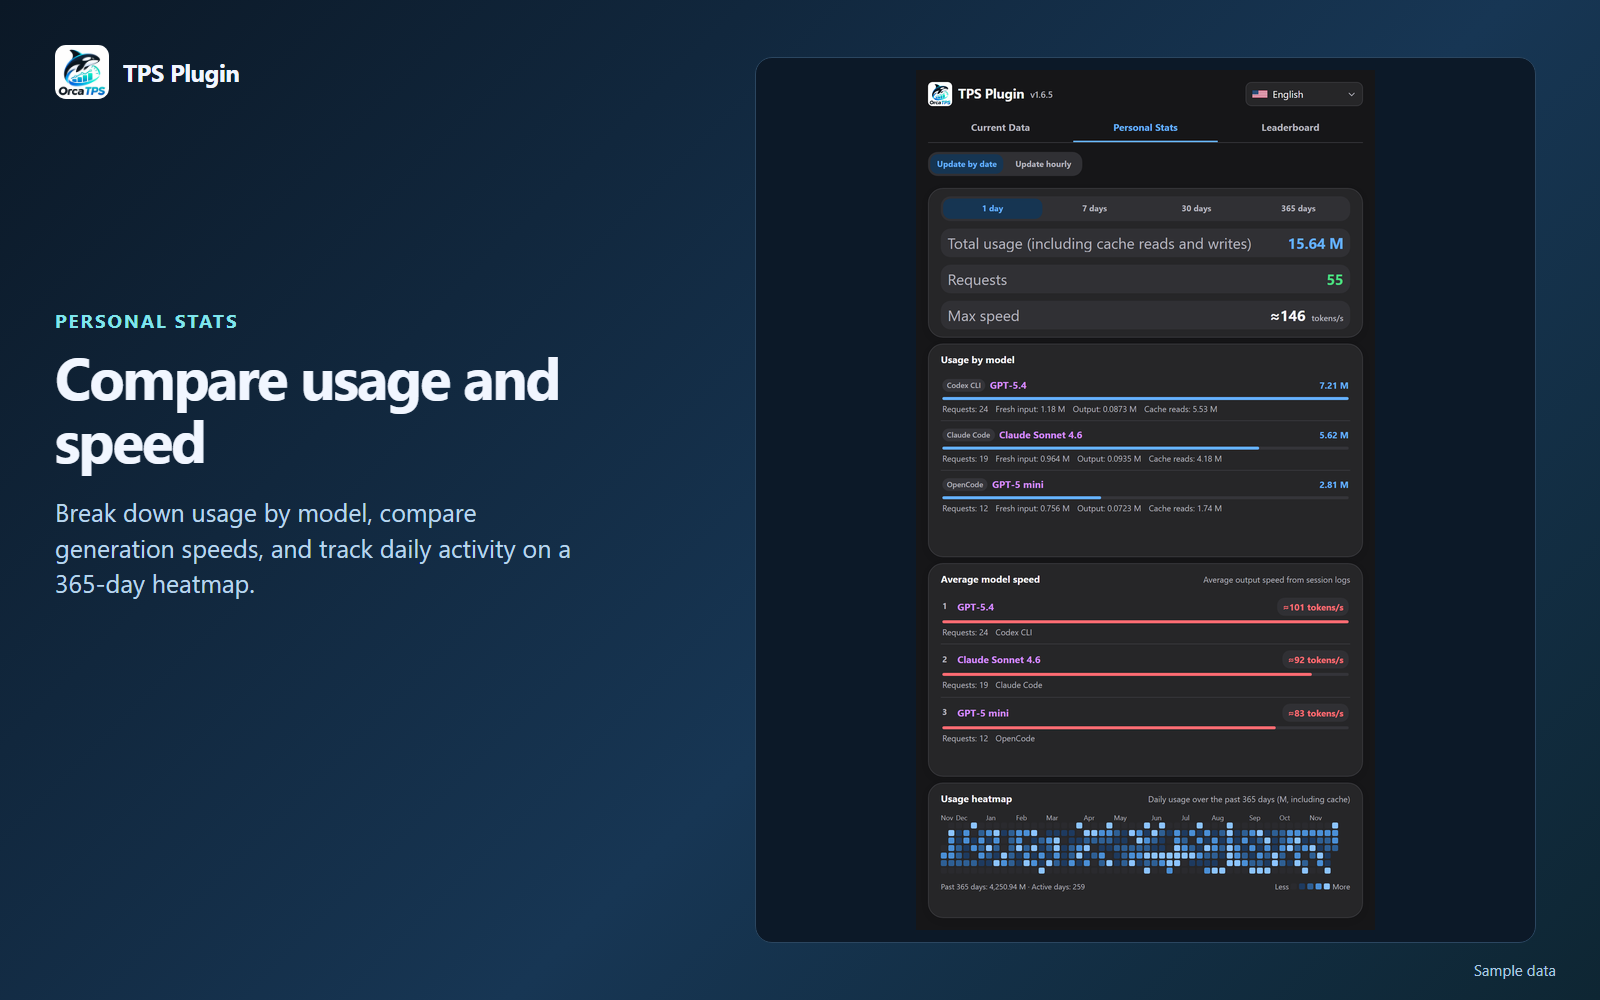 OrcaTPS
TPS Plugin
PERSONAL STATS
Compare usage and
speed
Break down usage by model, compare
generation speeds, and track daily activity on a
365-day heatmap.
OrcaTPS
TPS Plugin v1.6.5
English
Current Data Personal Stats Leaderboard
Update by date Update hourly
1 day 7 days 30 days 365 days
Total usage (including cache reads and writes) 15.64 M
Requests 55
Max speed ≈146 tokens/s
Usage by model
Codex CLI GPT-5.4 7.21 M
Requests: 24 Fresh input: 1.18 M Output: 0.0873 M Cache reads: 5.53 M
Claude Code Claude Sonnet 4.6 5.62 M
Requests: 19 Fresh input: 0.964 M Output: 0.0935 M Cache reads: 4.18 M
OpenCode GPT-5 mini 2.81 M
Requests: 12 Fresh input: 0.756 M Output: 0.0723 M Cache reads: 1.74 M
Average model speed Average output speed from session logs
1 GPT-5.4 ≈101 tokens/s
Requests: 24 Codex CLI
2 Claude Sonnet 4.6 ≈92 tokens/s
Requests: 19 Claude Code
3 GPT-5 mini ≈83 tokens/s
Requests: 12 OpenCode
Usage heatmap Daily usage over the past 365 days (M, including cache)
Nov Dec Jan Feb Mar Apr May Jun Jul Aug Sep Oct Nov
Past 365 days: 4,250.94 M · Active days: 259 Less More
Sample data